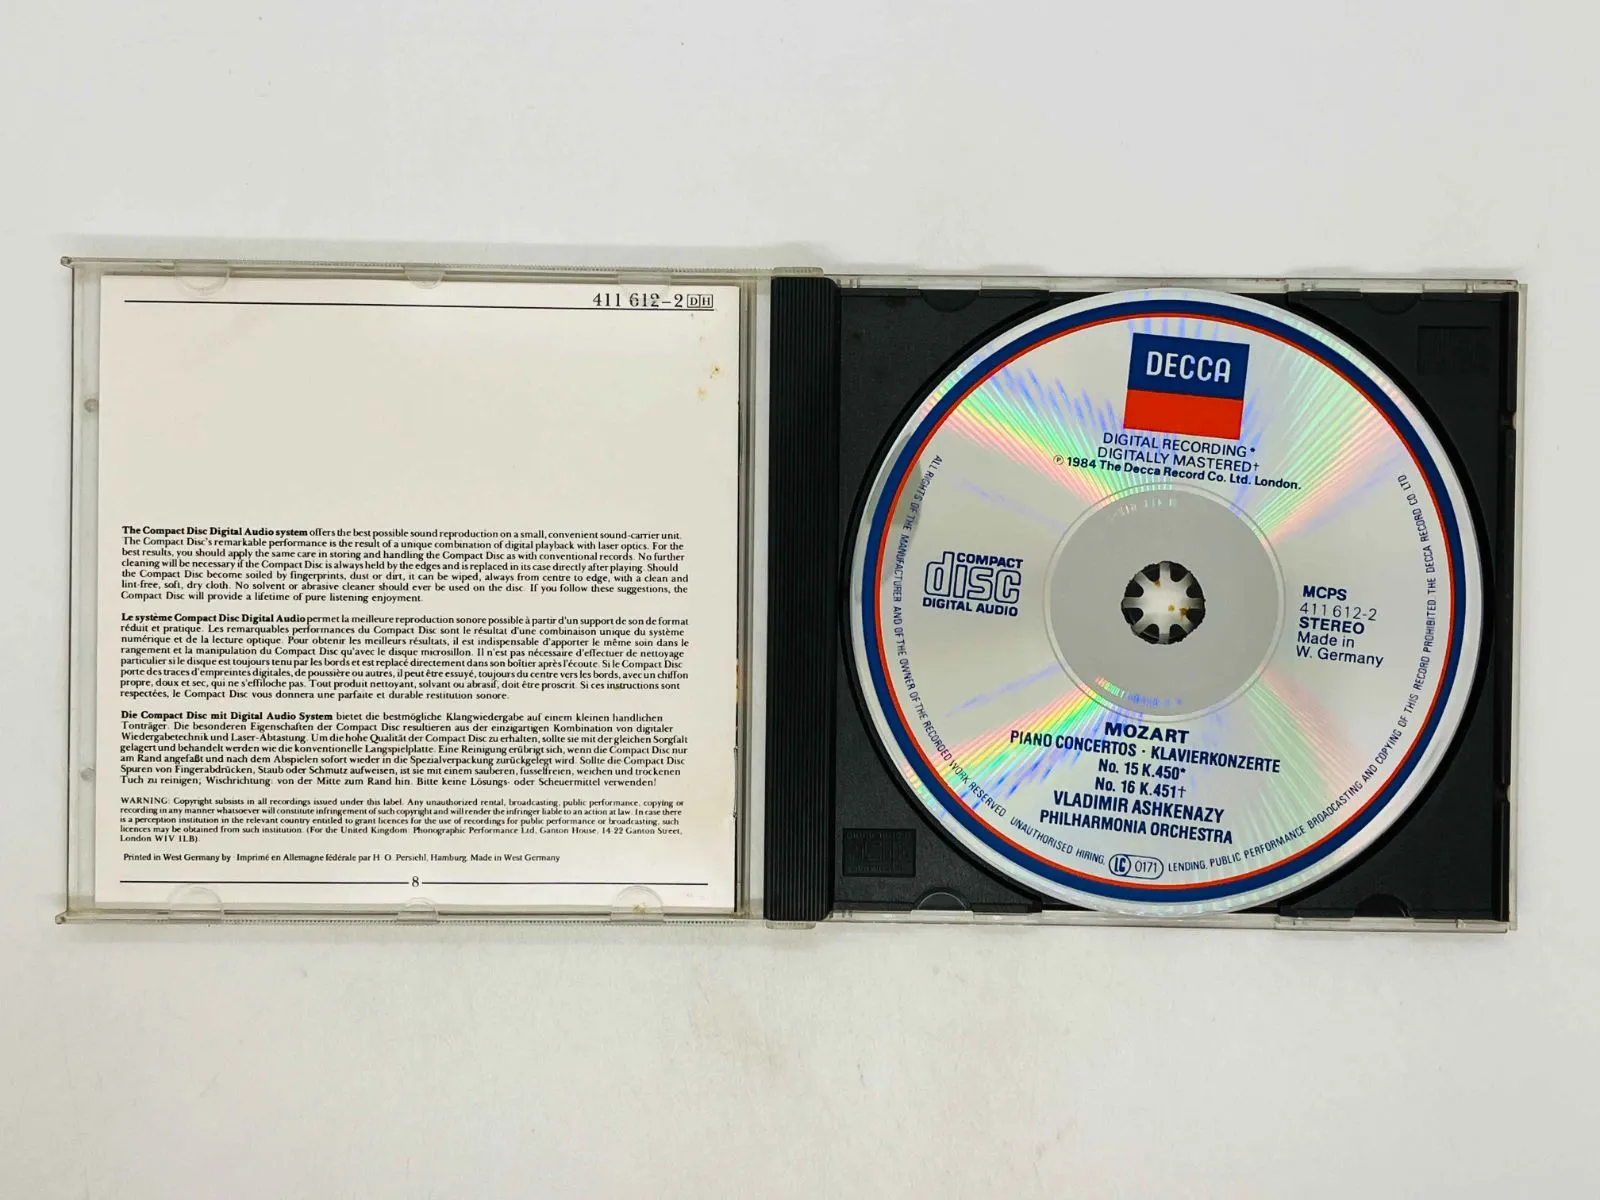 411 612-2 DH
The Compact Disc Digital Audio system offers the best possible sound reproduction on a small, convenient sound-carrier unit.
The Compact Disc's remarkable performance is the result of a unique combination of digital playback with laser optics. For the
best results, you should apply the same care in storing and handling the Compact Disc as with conventional records. No further
cleaning will be necessary if the Compact Disc is always held by the edges and is replaced in its case directly after playing. Should
the Compact Disc become soiled by fingerprints, dust or dirt, it can be wiped, always from centre to edge, with a clean and
lint-free, soft, dry cloth. No solvent or abrasive cleaner should ever be used on the disc. If you follow these suggestions, the
Compact Disc will provide a lifetime of pure listening enjoyment.
Le système Compact Disc Digital Audio permet la meilleure reproduction sonore possible à partir d'un support de son de format
réduit et pratique. Les remarquables performances du Compact Disc sont le résultat d'une combinaison unique du système
numérique et de la lecture optique. Pour obtenir les meilleurs résultats, il est indispensable d'apporter le même soin dans le
rangement et la manipulation du Compact Disc qu'avec le disque microsillon. Il n'est pas nécessaire d'effectuer de nettoyage
particulier si le disque est toujours tenu par les bords et est replacé directement dans son boîtier après l'écoute. Si le Compact Disc
porte des traces d'empreintes digitales, de poussière ou autres, il peut être essuyé, toujours du centre vers les bords, avec un chiffon
propre, doux et sec, qui ne s'effiloche pas. Tout produit nettoyant, solvant ou abrasif, doit être proscrit. Si ces instructions sont
respectées, le Compact Disc vous donnera une parfaite et durable restitution sonore.
Die Compact Disc mit Digital Audio System bietet die bestmögliche Klangwiedergabe auf einem kleinen handlichen
Tonträger. Die besonderen Eigenschaften der Compact Disc resultieren aus der einzigartigen Kombination von digitaler
Wiedergabetechnik und Laser-Abtastung. Um die hohe Qualität der Compact Disc zu erhalten, sollte sie mit der gleichen Sorgfalt
gelagert und behandelt werden wie die konventionelle Langspielplatte. Eine Reinigung erübrigt sich, wenn die Compact Disc nur
am Rand angefaßt und nach dem Abspielen sofort wieder in die Spezialverpackung zurückgelegt wird. Sollte die Compact Disc
Spuren von Fingerabdrücken, Staub oder Schmutz aufweisen, ist sie mit einem sauberen, fusselfreien, weichen und trockenen
Tuch zu reinigen; Wischrichtung: von der Mitte zum Rand hin. Bitte keine Lösungs- oder Scheuermittel verwenden!
WARNING: Copyright subsists in all recordings issued under this label. Any unauthorized rental, broadcasting, public performance, copying or
recording in any manner whatsoever will constitute infringement of such copyright and will render the infringer liable to an action at law. In case there
is a perception institution in the relevant country entitled to grant licences for the use of recordings for public performance or broadcasting, such
licences may be obtained from such institution. (For the United Kingdom Phonographic Performance Ltd, Ganton House, 14-22 Ganton Street,
London W1V 1LB).
Printed in West Germany by / Imprimé en Allemagne fédérale par H. O. Persiehl, Hamburg. Made in West Germany
8
DECCA
DIGITAL RECORDING*
DIGITALLY MASTERED†
℗ 1984 The Decca Record Co. Ltd. London.
COMPACT
disc
DIGITAL AUDIO
MCPS
411 612-2
STEREO
Made in
W. Germany
MOZART
PIANO CONCERTOS · KLAVIERKONZERTE
No. 15 K.450*
No. 16 K.451†
VLADIMIR ASHKENAZY
PHILHARMONIA ORCHESTRA
ALL RIGHTS OF THE MANUFACTURER AND OF THE OWNER OF THE RECORDED WORK RESERVED UNAUTHORISED HIRING, LC 0171 LENDING, PUBLIC PERFORMANCE BROADCASTING AND COPYING OF THIS RECORD PROHIBITED. THE DECCA RECORD CO LTD